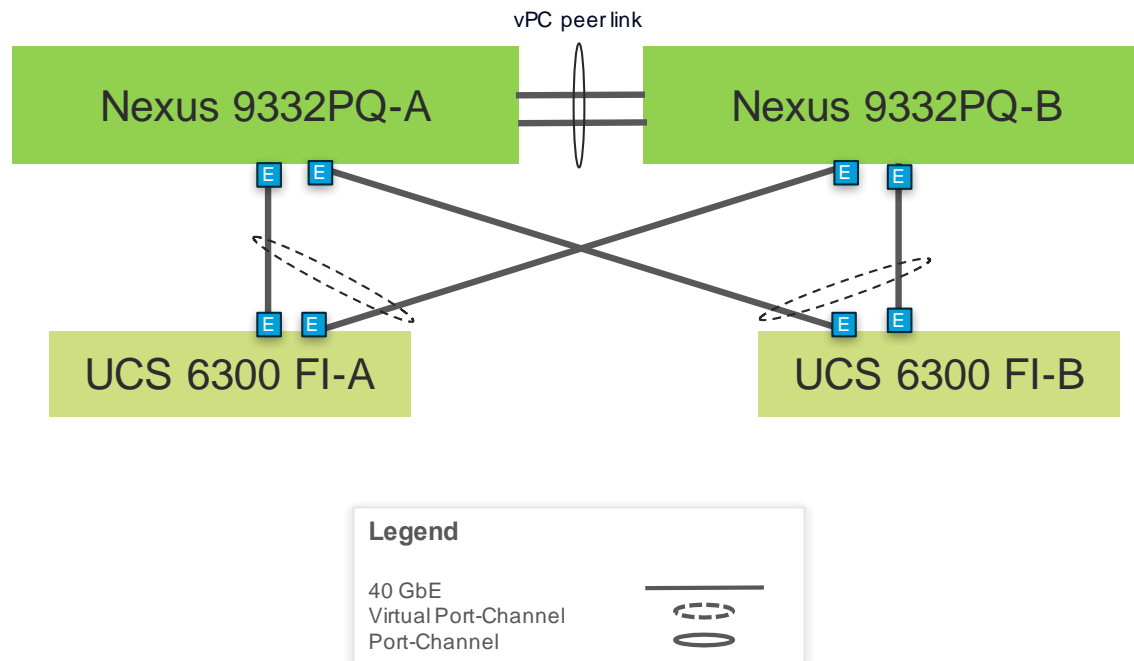 vPC peer link
Nexus 9332PQ-A
Nexus 9332PQ-B
E
E
E
E
E
E
E
E
UCS 6300 FI-A
UCS 6300 FI-B
Legend
40 GbE
Virtual Port-Channel
Port-Channel